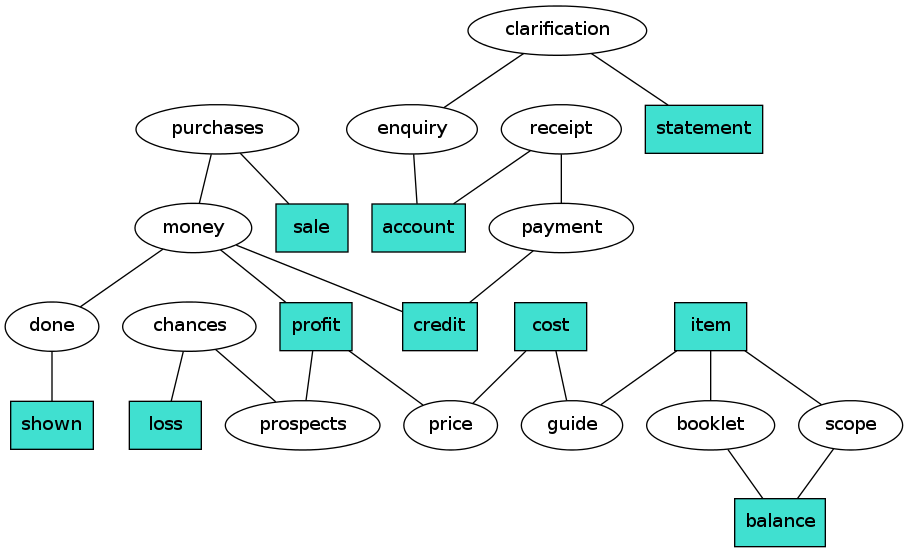 clarification
purchases
enquiry
receipt
statement
money
sale
account
payment
done
chances
profit
credit
cost
item
shown
loss
prospects
price
guide
booklet
scope
balance